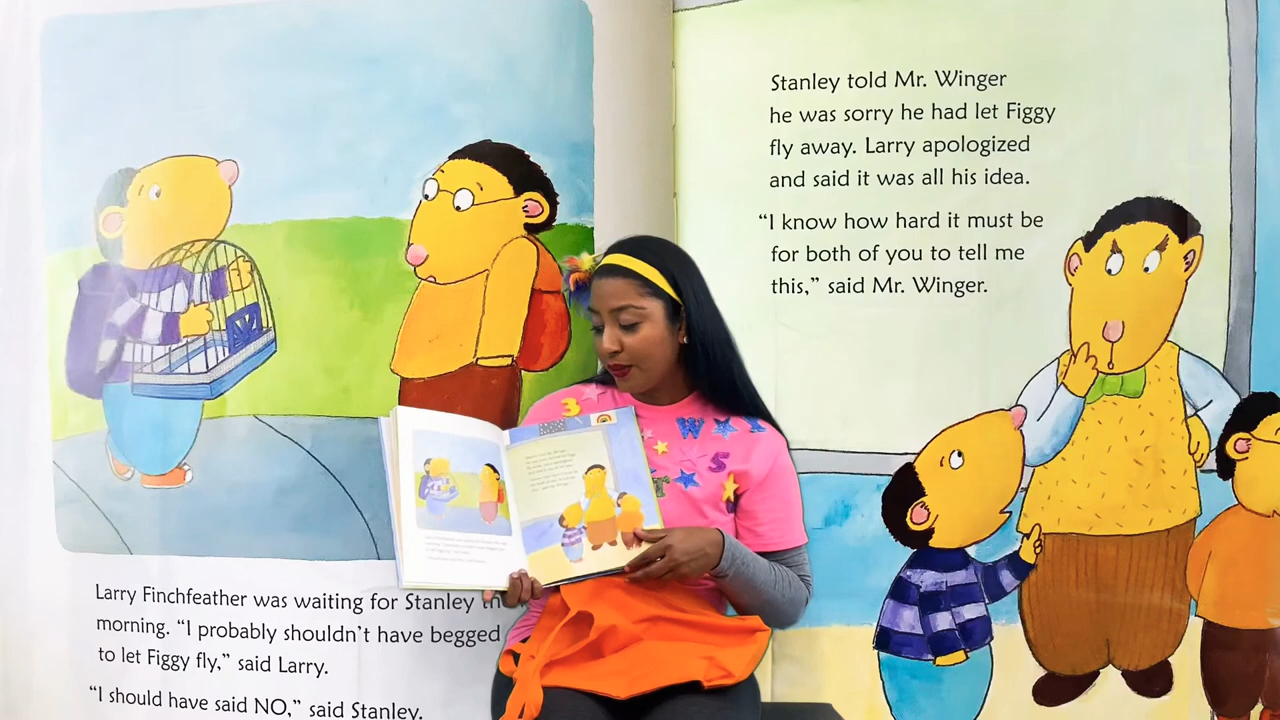 Larry Finchfeather was waiting for Stanley
morning. “I probably shouldn’t have begged
to let Figgy fly,” said Larry.
“I should have said NO,” said Stanley.
Stanley told Mr. Winger
he was sorry he had let Figgy
fly away. Larry apologized
and said it was all his idea.
“I know how hard it must be
for both of you to tell me
this,” said Mr. Winger.
3
WAY
5